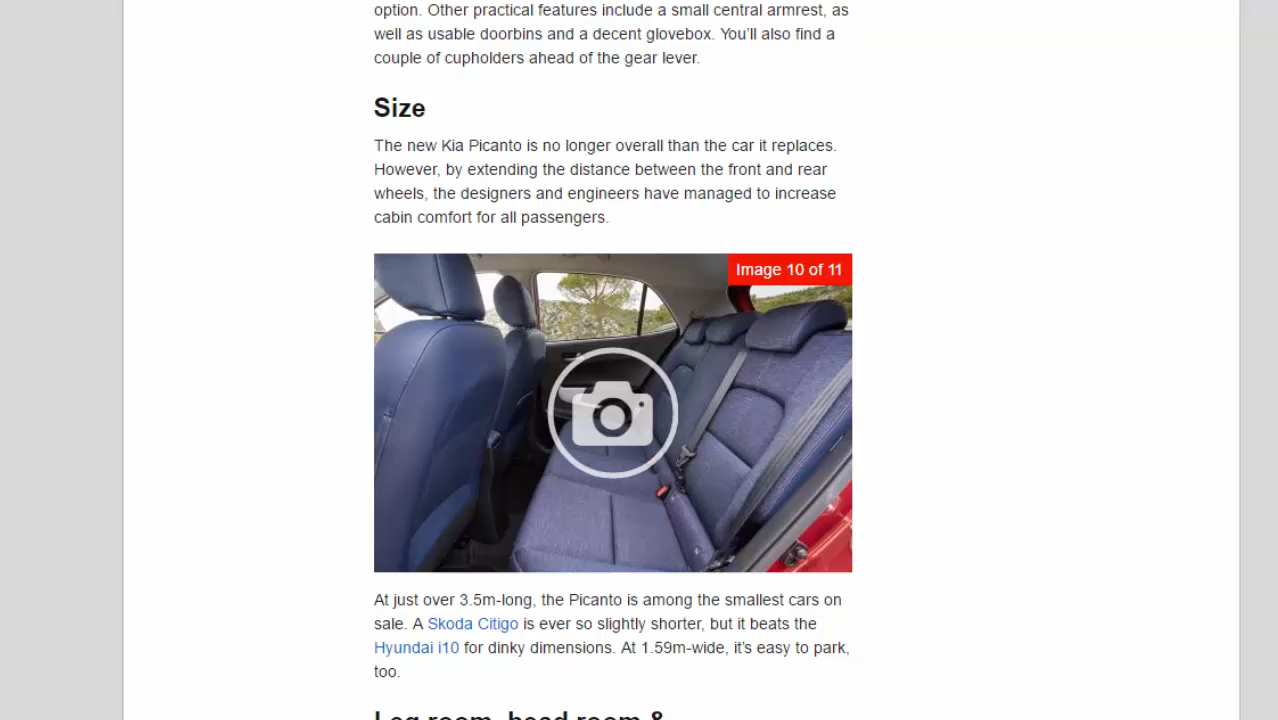 option. Other practical features include a small central armrest, as
well as usable doorbins and a decent glovebox. You’ll also find a
couple of cupholders ahead of the gear lever.
Size
The new Kia Picanto is no longer overall than the car it replaces.
However, by extending the distance between the front and rear
wheels, the designers and engineers have managed to increase
cabin comfort for all passengers.
Image 10 of 11
At just over 3.5m-long, the Picanto is among the smallest cars on
sale. A Skoda Citigo is ever so slightly shorter, but it beats the
Hyundai i10 for dinky dimensions. At 1.59m-wide, it’s easy to park,
too.
Leg room, head room &